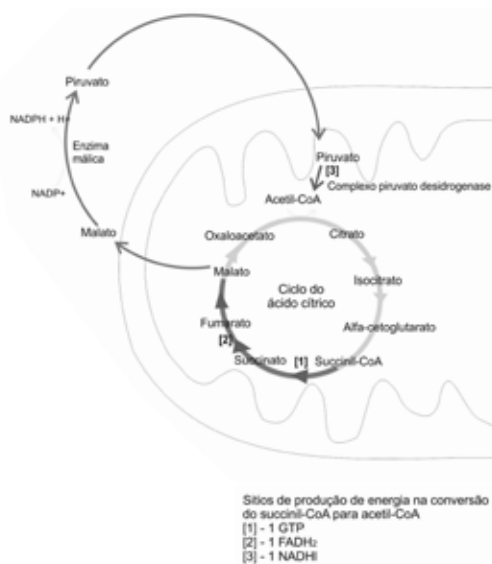 Piruvato
NADPH + H+
Enzima
málica
NADP+
Malato
Piruvato
[3]
Complexo piruvato desidrogenase
Acetil-CoA
Oxaloacetato
Citrato
Malato
Isocitrato
Ciclo do
ácido cítrico
Fumarato
Alfa-cetoglutarato
[2]
Succinato
[1]
Succinil-CoA
Sítios de produção de energia na conversão
do succinil-CoA para acetil-CoA
[1] - 1 GTP
[2] - 1 FADH₂
[3] - 1 NADHI